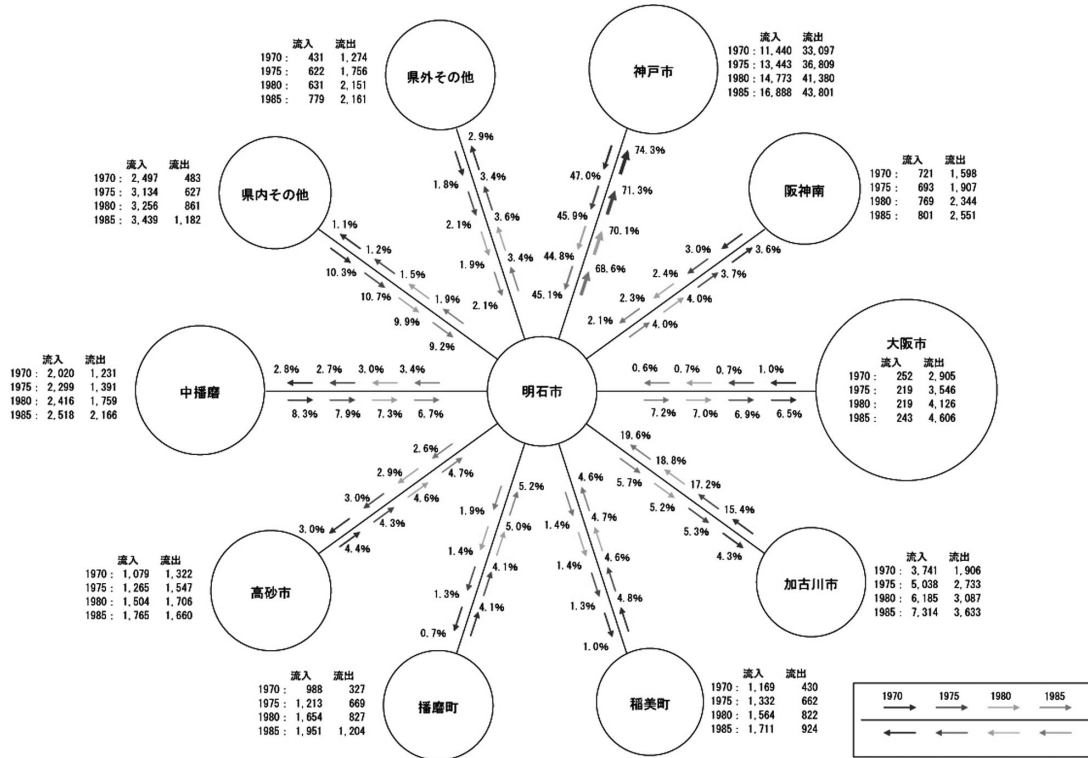 流入 流出
1970： 431 1,274
1975： 622 1,756
1980： 631 2,151
1985： 779 2,161
県外その他
神戸市
流入 流出
1970：11,440 33,097
1975：13,443 36,809
1980：14,773 41,380
1985：16,888 43,801
流入 流出
1970：2,497 483
1975：3,134 627
1980：3,256 861
1985：3,439 1,182
県内その他
阪神南
流入 流出
1970： 721 1,598
1975： 693 1,907
1980： 769 2,344
1985： 801 2,551
2.9%
3.4%
3.6%
3.4%
1.8%
2.1%
1.9%
2.1%
74.3%
71.3%
70.1%
68.6%
47.0%
45.9%
44.8%
45.1%
1.1%
1.2%
1.5%
1.9%
10.3%
10.7%
9.9%
9.2%
3.0%
2.4%
2.3%
2.1%
3.6%
3.7%
4.0%
4.0%
流入 流出
1970：2,020 1,231
1975：2,299 1,391
1980：2,416 1,759
1985：2,518 2,166
中播磨
2.8% 2.7% 3.0% 3.4%
8.3% 7.9% 7.3% 6.7%
明石市
0.6% 0.7% 0.7% 1.0%
7.2% 7.0% 6.9% 6.5%
大阪市
流入 流出
1970： 252 2,905
1975： 219 3,546
1980： 219 4,126
1985： 243 4,606
2.6%
2.9%
3.0%
3.0%
4.7%
4.6%
4.3%
4.4%
5.2%
5.0%
4.1%
4.1%
1.9%
1.4%
1.3%
0.7%
4.6%
4.7%
4.6%
4.8%
1.4%
1.4%
1.3%
1.0%
19.6%
18.8%
17.2%
15.4%
5.7%
5.2%
5.3%
4.3%
流入 流出
1970：1,079 1,322
1975：1,265 1,547
1980：1,504 1,706
1985：1,765 1,660
高砂市
加古川市
流入 流出
1970：3,741 1,906
1975：5,038 2,733
1980：6,185 3,087
1985：7,314 3,633
流入 流出
1970： 988 327
1975：1,213 669
1980：1,654 827
1985：1,951 1,204
播磨町
稲美町
流入 流出
1970：1,169 430
1975：1,332 662
1980：1,564 822
1985：1,711 924
1970 1975 1980 1985